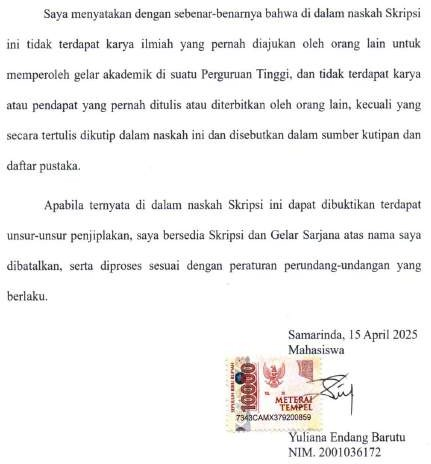 Saya menyatakan dengan sebenar-benarnya bahwa di dalam naskah Skripsi
ini tidak terdapat karya ilmiah yang pernah diajukan oleh orang lain untuk
memperoleh gelar akademik di suatu Perguruan Tinggi, dan tidak terdapat karya
atau pendapat yang pernah ditulis atau diterbitkan oleh orang lain, kecuali yang
secara tertulis dikutip dalam naskah ini dan disebutkan dalam sumber kutipan dan
daftar pustaka.
Apabila ternyata di dalam naskah Skripsi ini dapat dibuktikan terdapat
unsur-unsur penjiplakan, saya bersedia Skripsi dan Gelar Sarjana atas nama saya
dibatalkan, serta diproses sesuai dengan peraturan perundang-undangan yang
berlaku.
Samarinda, 15 April 2025
Mahasiswa
SEPULUH RIBU RUPIAH
10000
METERAI
TEMPEL
7343CAMX379200859
Yuliana Endang Barutu
NIM. 2001036172